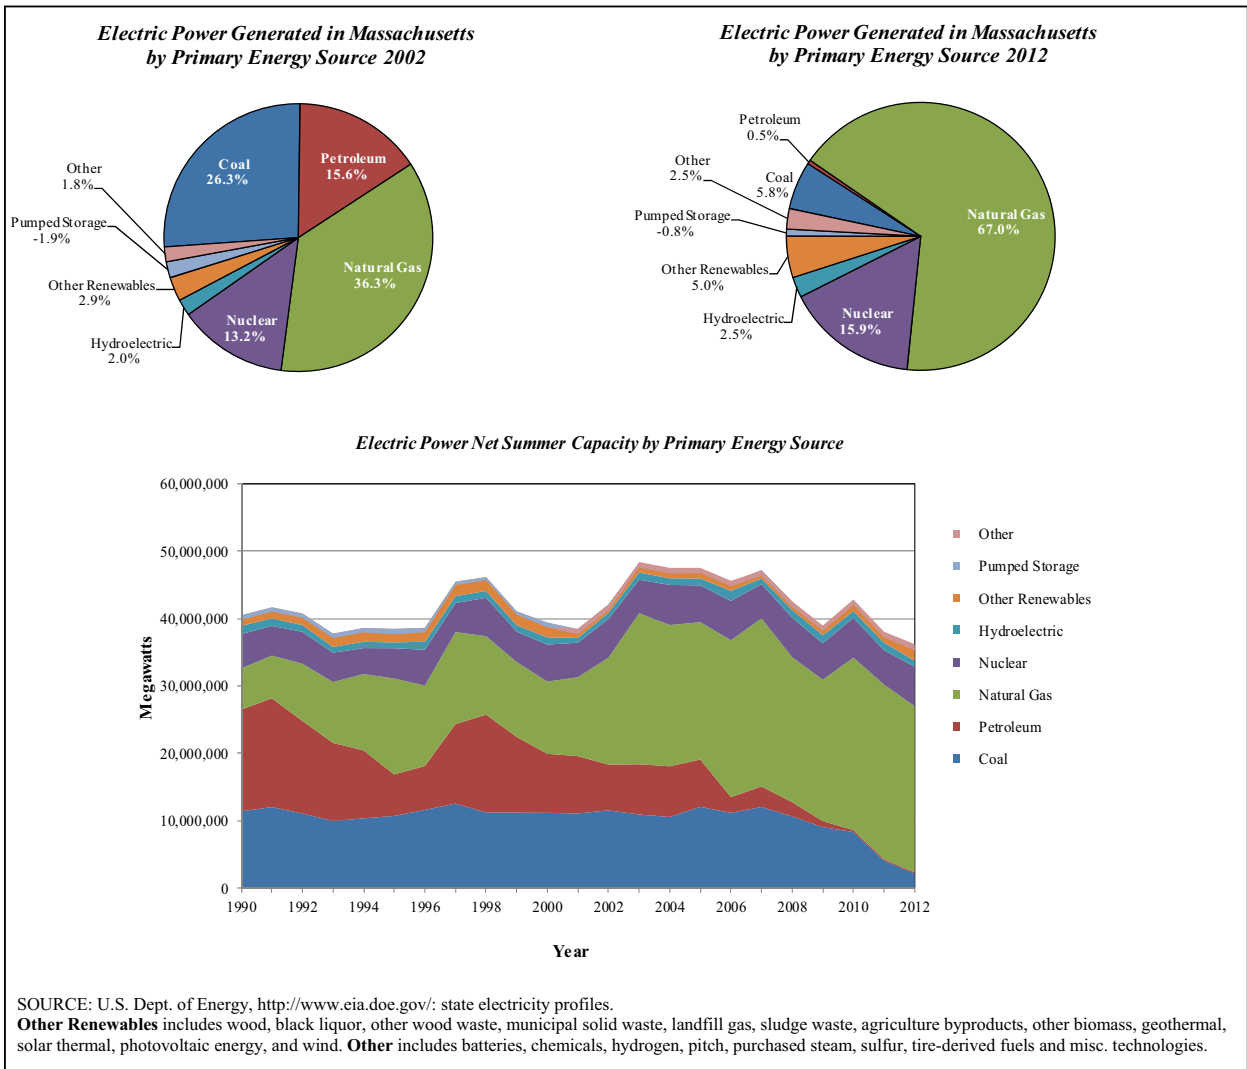 Electric Power Generated in Massachusetts
by Primary Energy Source 2002
Coal
26.3%
Petroleum
15.6%
Natural Gas
36.3%
Nuclear
13.2%
Hydroelectric
2.0%
Other Renewables
2.9%
Pumped Storage
-1.9%
Other
1.8%
Electric Power Generated in Massachusetts
by Primary Energy Source 2012
Petroleum
0.5%
Other
2.5%
Coal
5.8%
Pumped Storage
-0.8%
Other Renewables
5.0%
Hydroelectric
2.5%
Nuclear
15.9%
Natural Gas
67.0%
Electric Power Net Summer Capacity by Primary Energy Source
60,000,000
50,000,000
40,000,000
30,000,000
20,000,000
10,000,000
0
Megawatts
1990 1992 1994 1996 1998 2000 2002 2004 2006 2008 2010 2012
Year
Other
Pumped Storage
Other Renewables
Hydroelectric
Nuclear
Natural Gas
Petroleum
Coal
SOURCE: U.S. Dept. of Energy, http://www.eia.doe.gov/: state electricity profiles.
Other Renewables includes wood, black liquor, other wood waste, municipal solid waste, landfill gas, sludge waste, agriculture byproducts, other biomass, geothermal,
solar thermal, photovoltaic energy, and wind. Other includes batteries, chemicals, hydrogen, pitch, purchased steam, sulfur, tire-derived fuels and misc. technologies.